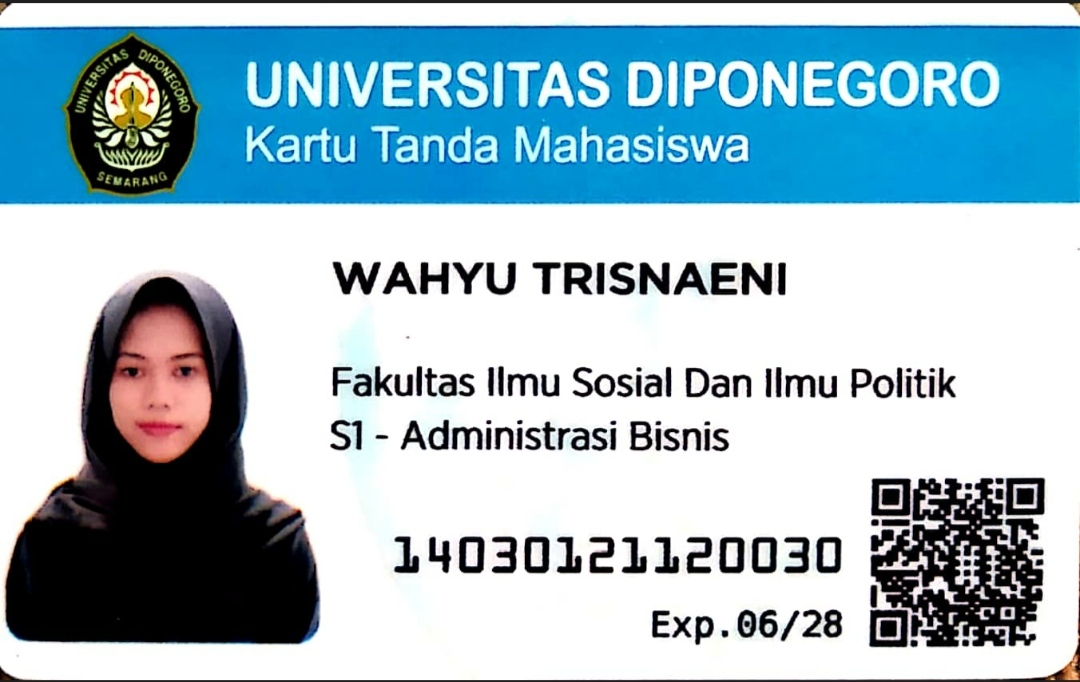 UNIVERSITAS DIPONEGORO
SEMARANG
UNIVERSITAS DIPONEGORO
Kartu Tanda Mahasiswa
WAHYU TRISNAENI
Fakultas Ilmu Sosial Dan Ilmu Politik
S1 - Administrasi Bisnis
14030121120030
Exp.06/28